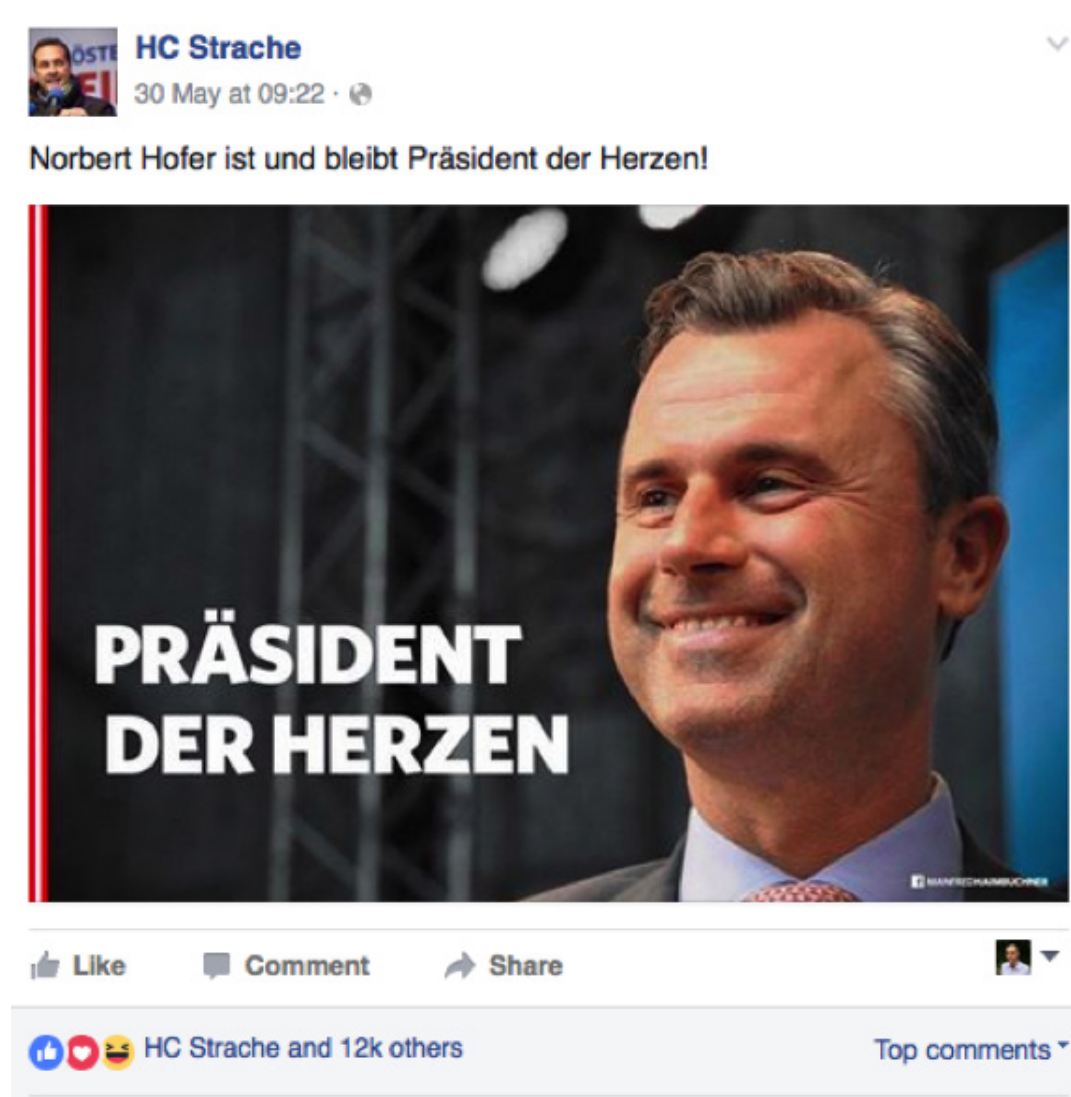 HC Strache
30 May at 09:22
Norbert Hofer ist und bleibt Präsident der Herzen!
PRÄSIDENT
DER HERZEN
MANFREDHAIMBUCHNER
Like Comment Share
HC Strache and 12k others Top comments